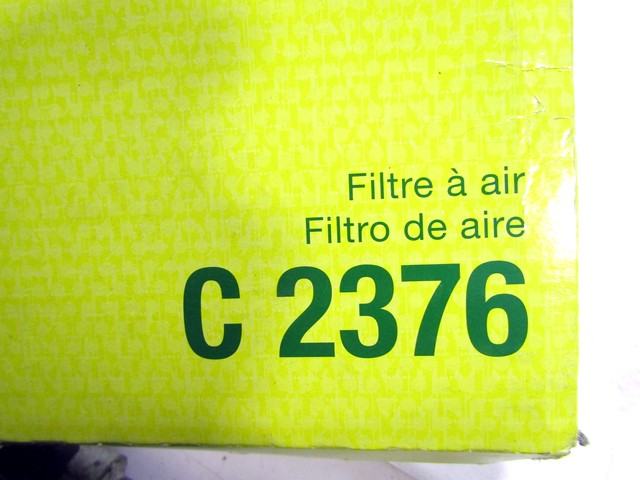 Filtre à air
Filtro de aire
C 2376